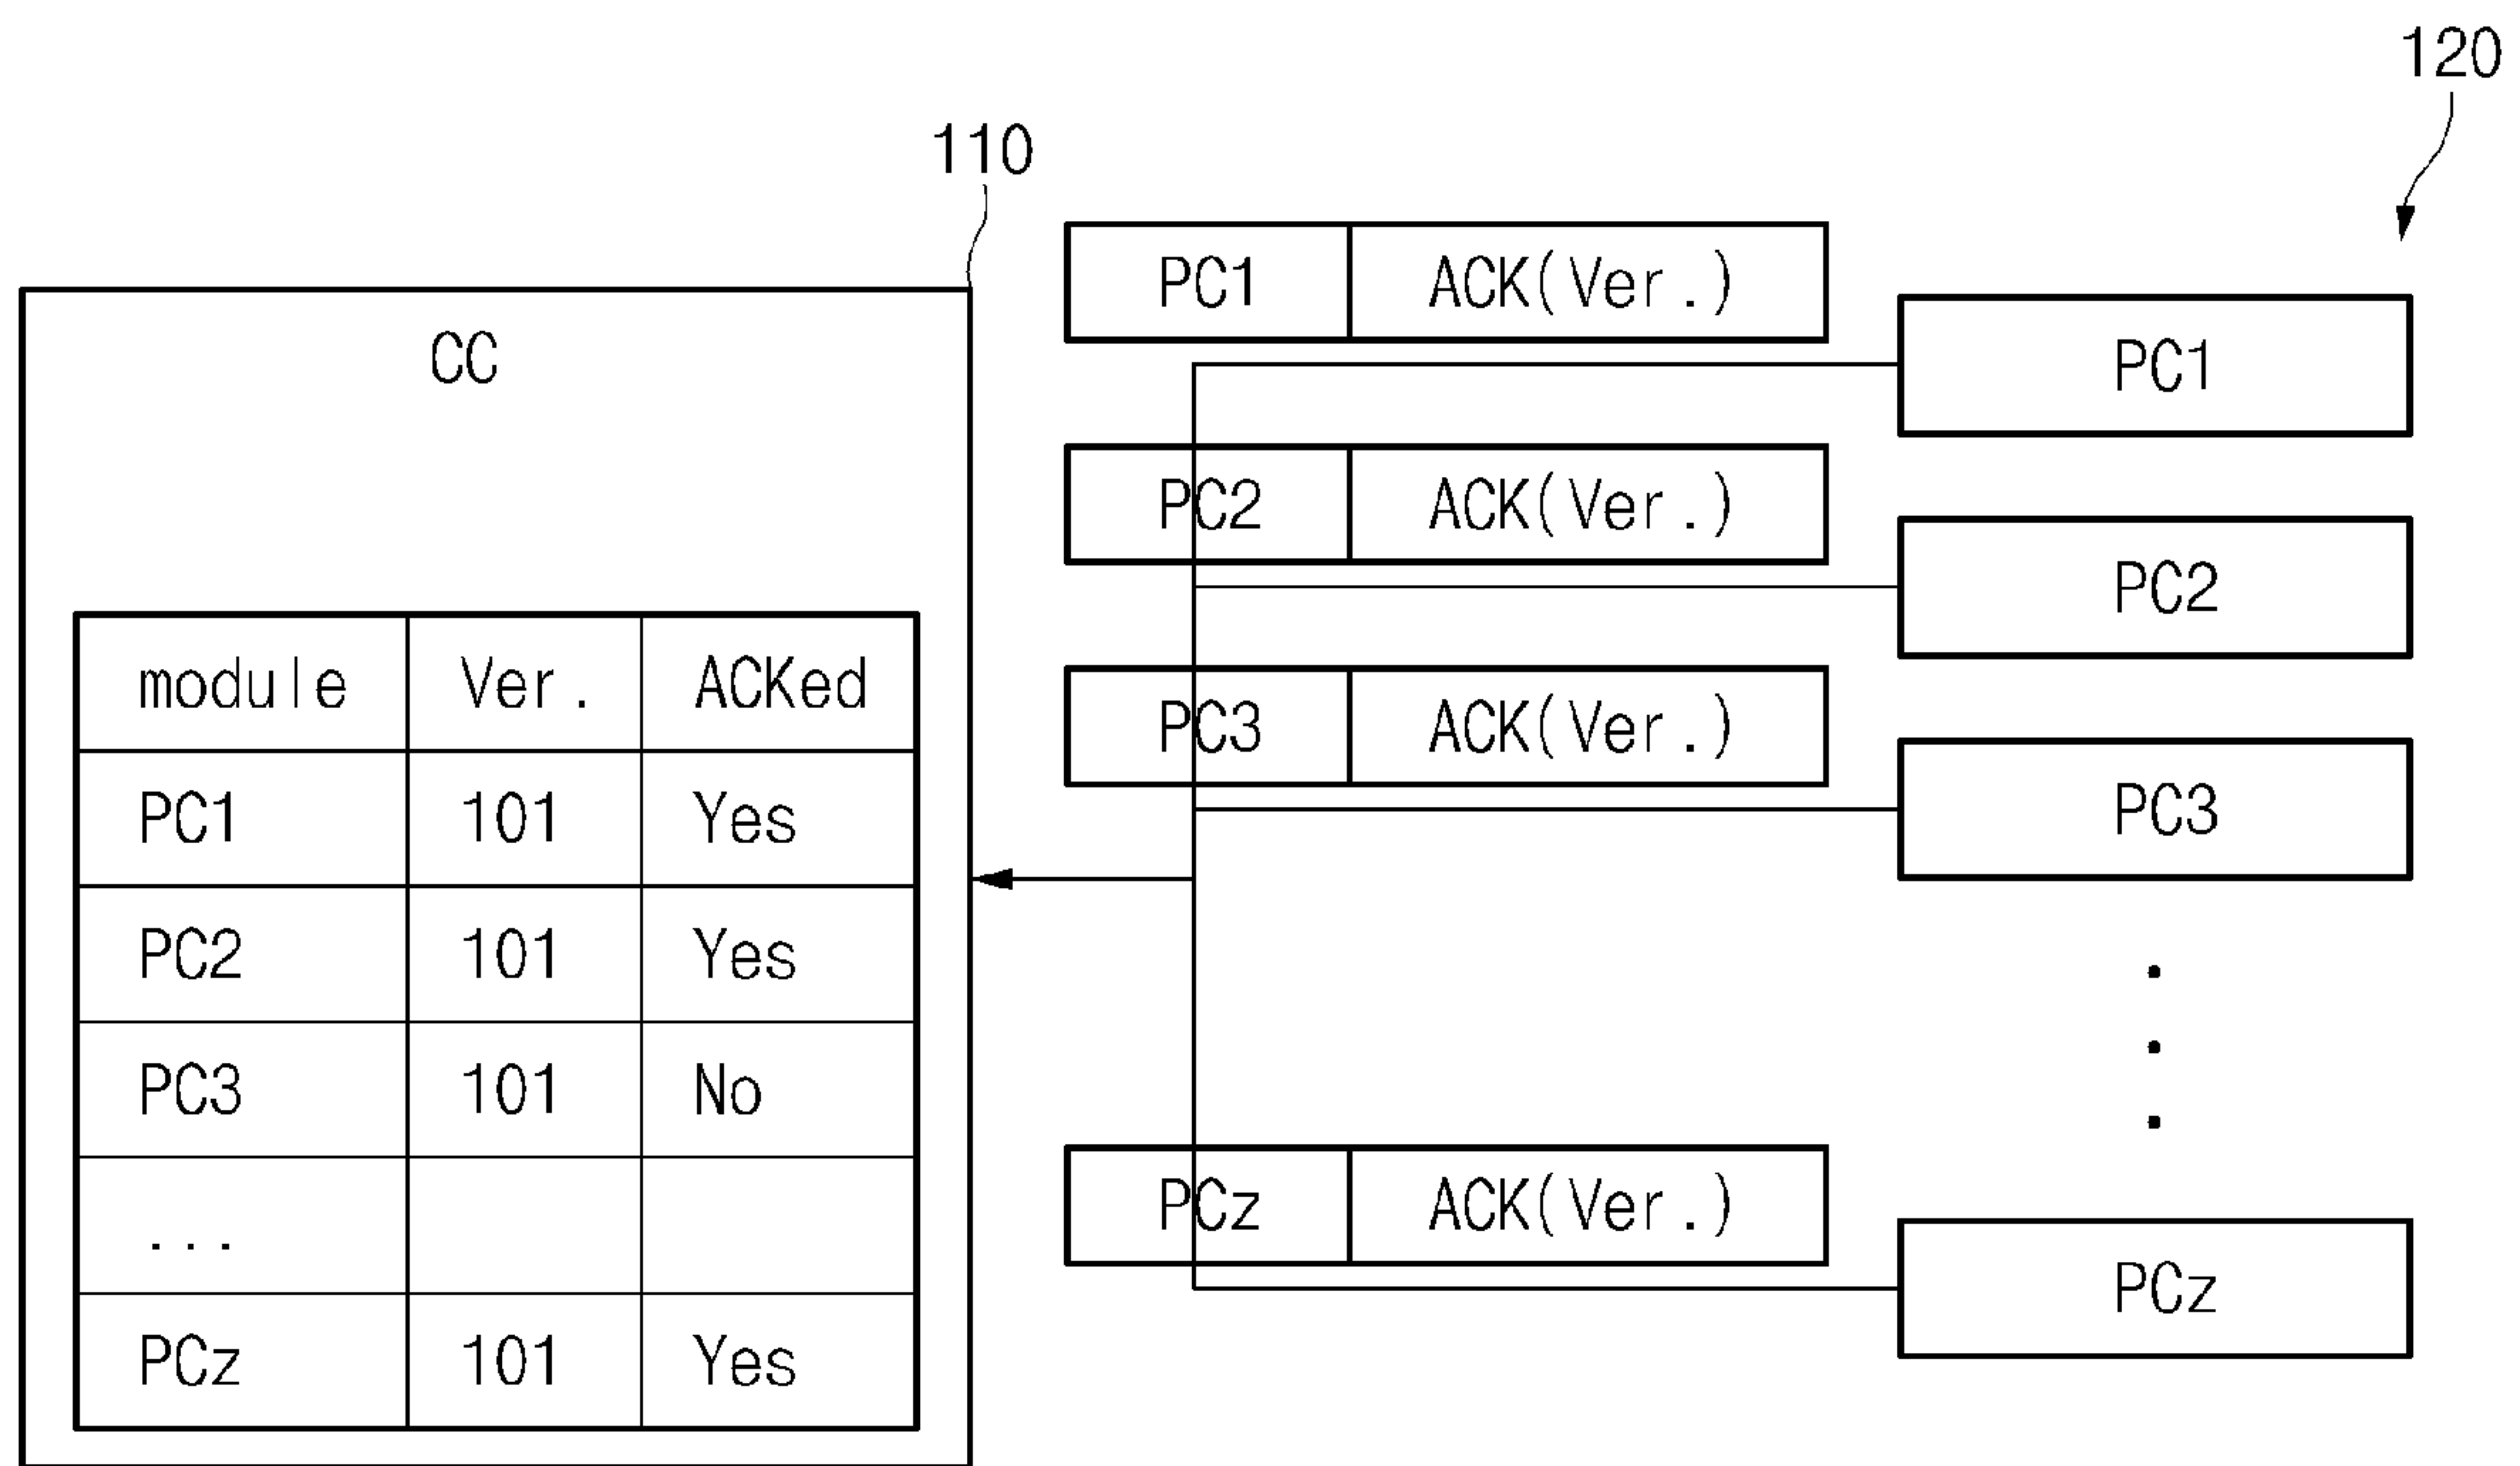 120
110
PC1 ACK(Ver.)
PC1
CC
PC2 ACK(Ver.)
PC2
PC3 ACK(Ver.)
PC3
module Ver. ACKed
PC1 101 Yes
PC2 101 Yes
PC3 101 No
...
PCz 101 Yes
PCz ACK(Ver.)
PCz